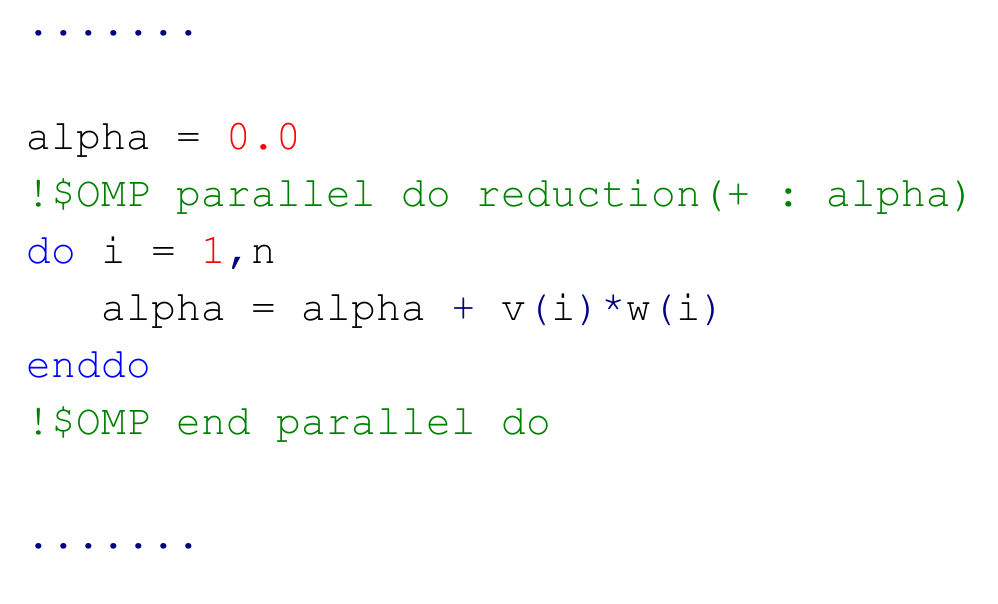 .......
alpha = 0.0
!$OMP parallel do reduction(+ : alpha)
do i = 1,n
   alpha = alpha + v(i)*w(i)
enddo
!$OMP end parallel do
.......